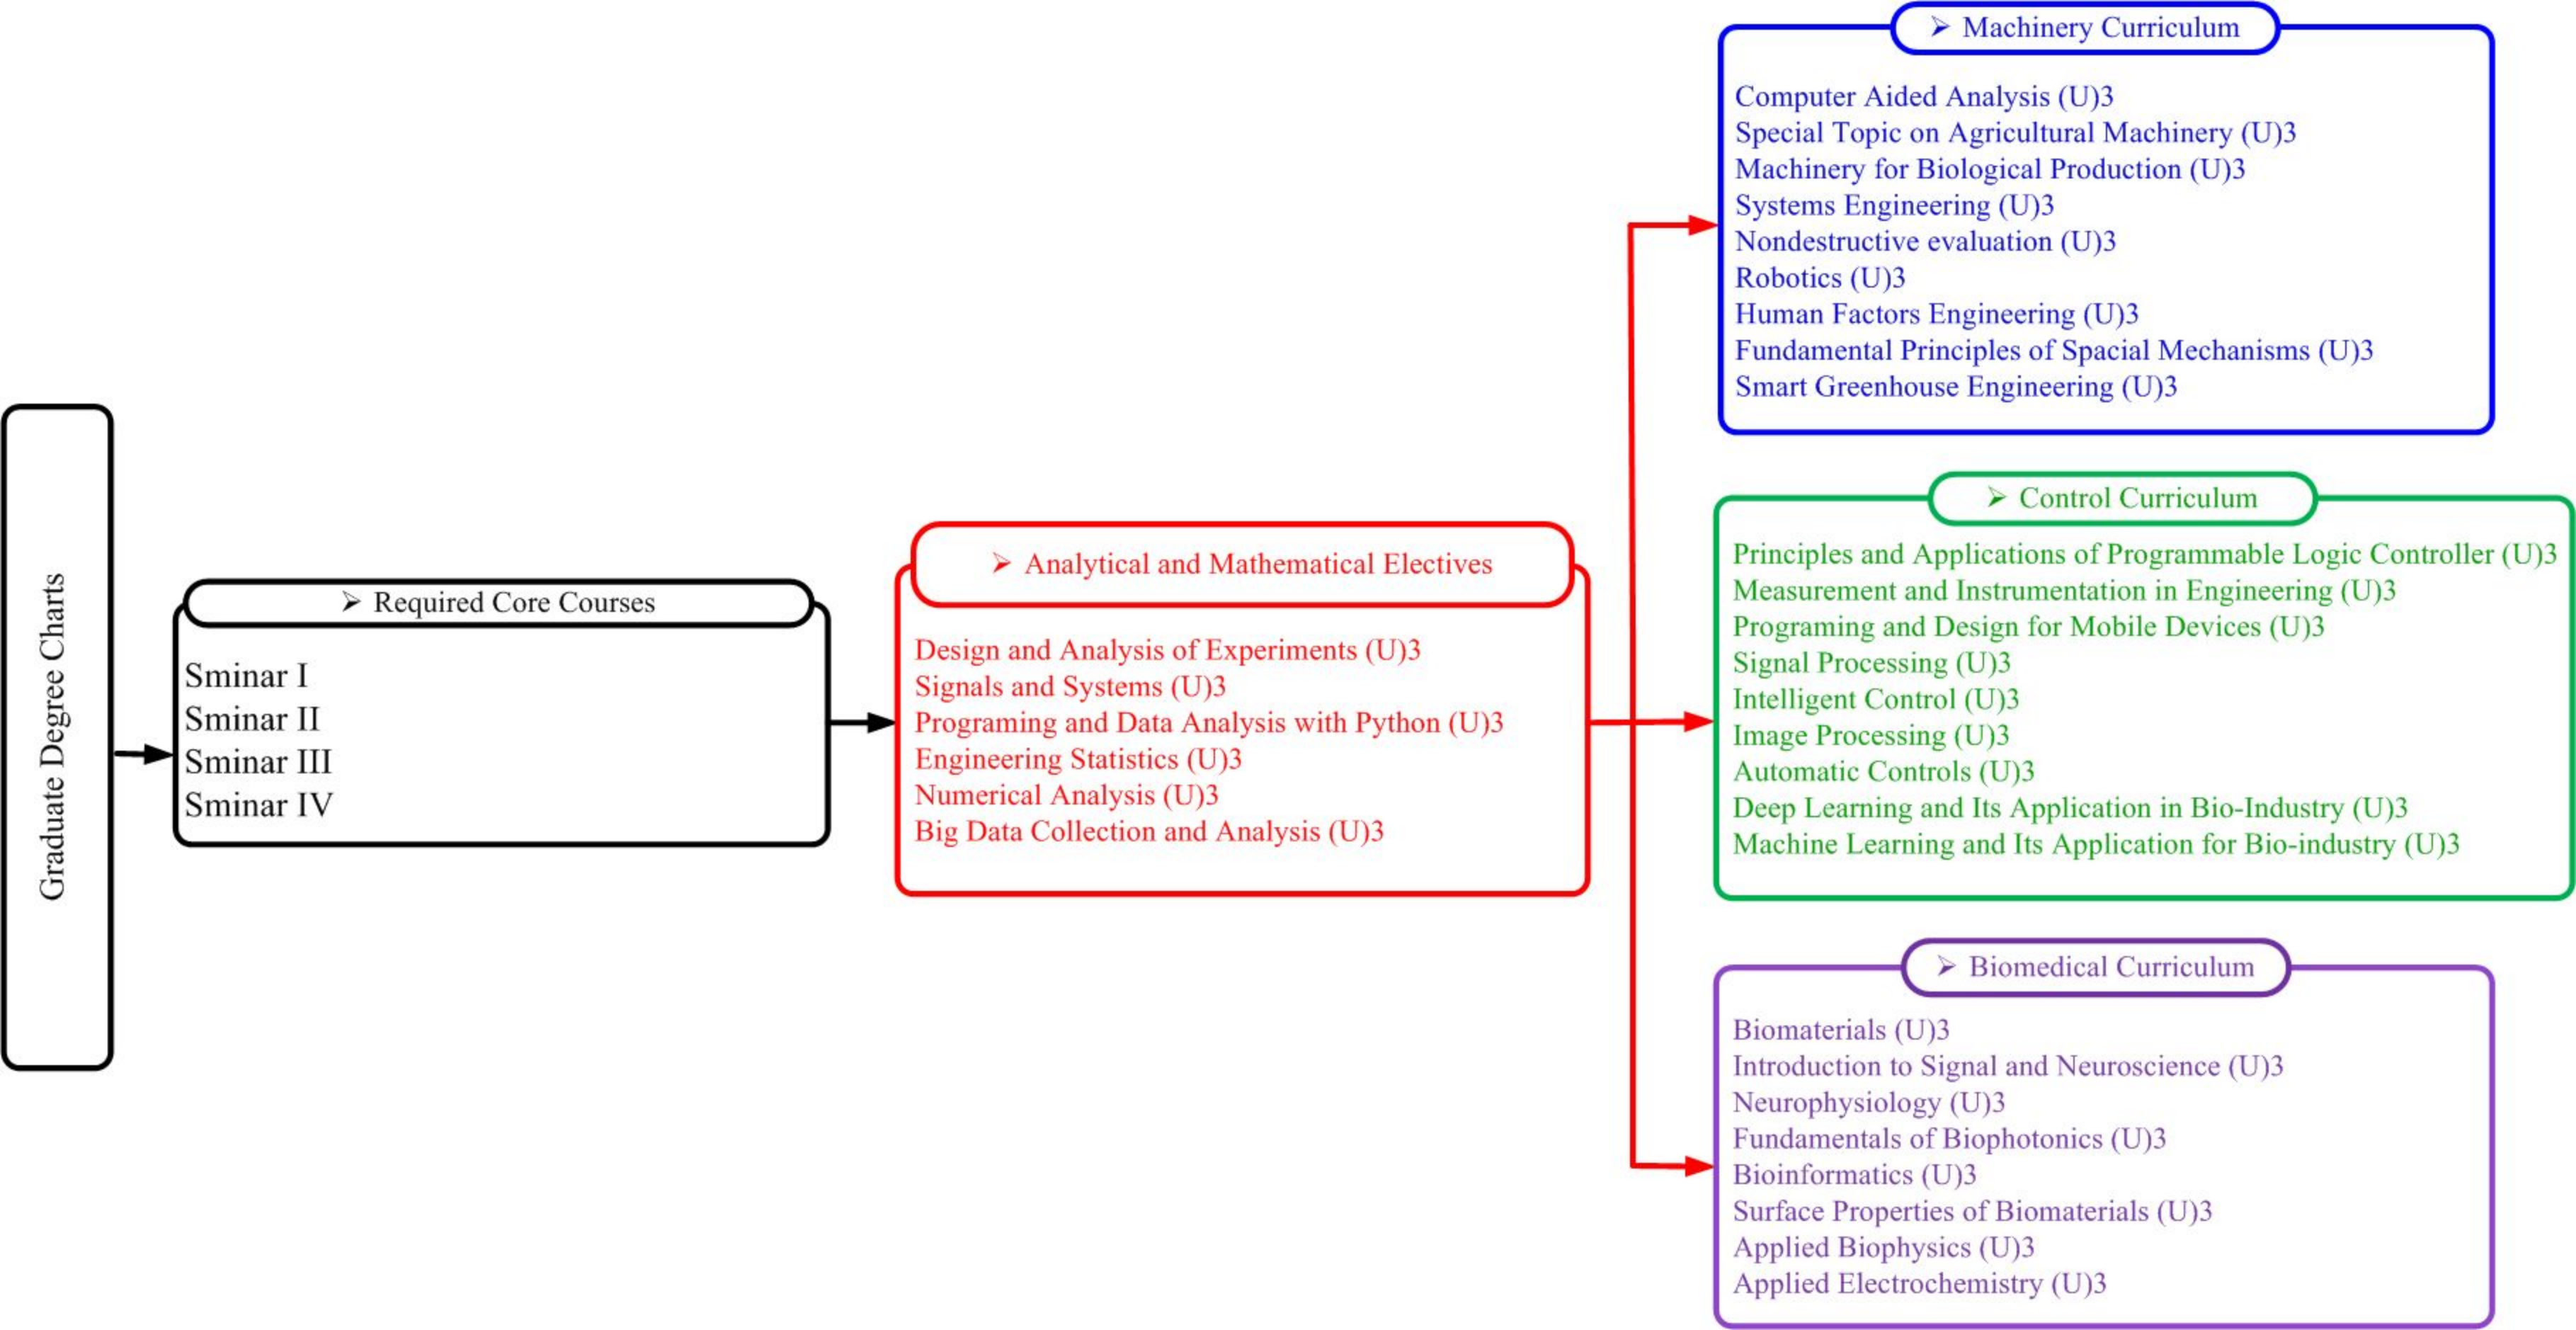 Graduate Degree Charts
➢ Required Core Courses
Sminar I
Sminar II
Sminar III
Sminar IV
➢ Analytical and Mathematical Electives
Design and Analysis of Experiments (U)3
Signals and Systems (U)3
Programing and Data Analysis with Python (U)3
Engineering Statistics (U)3
Numerical Analysis (U)3
Big Data Collection and Analysis (U)3
➢ Machinery Curriculum
Computer Aided Analysis (U)3
Special Topic on Agricultural Machinery (U)3
Machinery for Biological Production (U)3
Systems Engineering (U)3
Nondestructive evaluation (U)3
Robotics (U)3
Human Factors Engineering (U)3
Fundamental Principles of Spacial Mechanisms (U)3
Smart Greenhouse Engineering (U)3
➢ Control Curriculum
Principles and Applications of Programmable Logic Controller (U)3
Measurement and Instrumentation in Engineering (U)3
Programing and Design for Mobile Devices (U)3
Signal Processing (U)3
Intelligent Control (U)3
Image Processing (U)3
Automatic Controls (U)3
Deep Learning and Its Application in Bio-Industry (U)3
Machine Learning and Its Application for Bio-industry (U)3
➢ Biomedical Curriculum
Biomaterials (U)3
Introduction to Signal and Neuroscience (U)3
Neurophysiology (U)3
Fundamentals of Biophotonics (U)3
Bioinformatics (U)3
Surface Properties of Biomaterials (U)3
Applied Biophysics (U)3
Applied Electrochemistry (U)3